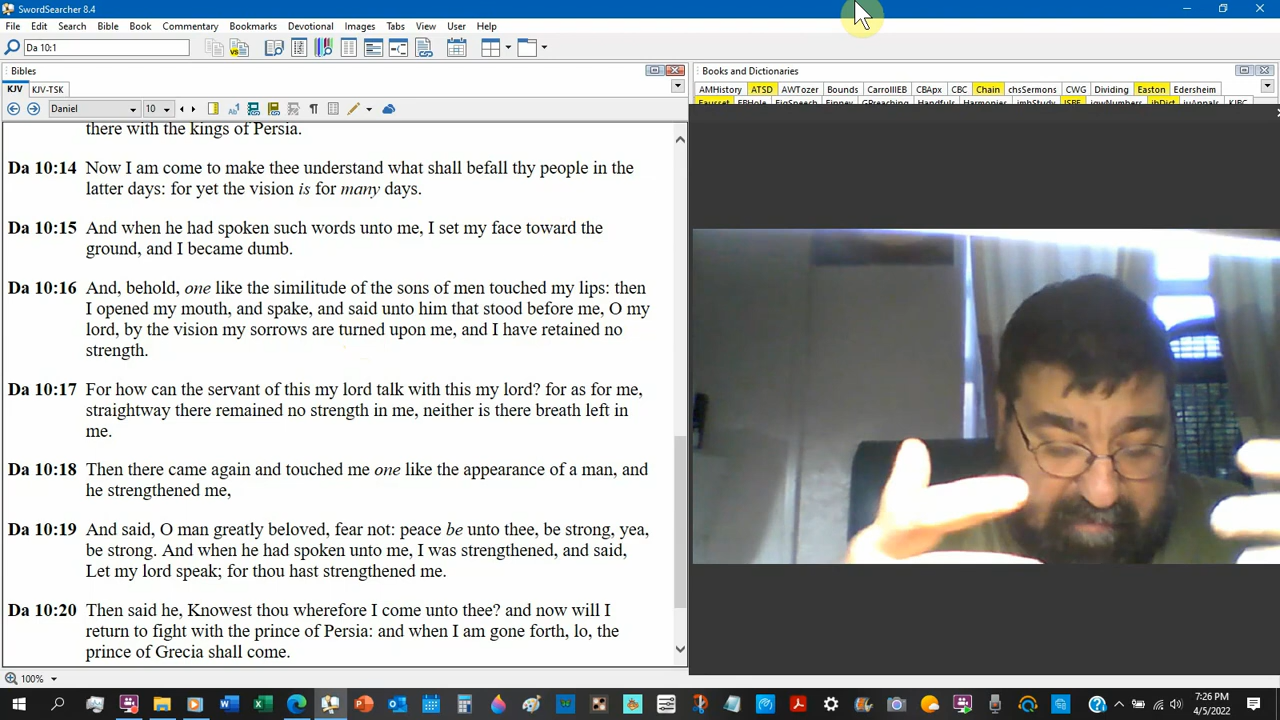 SwordSearcher 8.4
File Edit Search Bible Book Commentary Bookmarks Devotional Images Tabs View User Help
Da 10:1
Bibles
Books and Dictionaries
KJV KJV-TSK
AMHistory ATSD AWTozer Bounds CarrollIEB CBApx CBC Chain chsSermons CWG Dividing Easton Edersheim
Fausset EBHole FigSpeech Finney GPreaching Handfuls Harmonies
Daniel 10
there with the kings of Persia.
Da 10:14 Now I am come to make thee understand what shall befall thy people in the
latter days: for yet the vision is for many days.
Da 10:15 And when he had spoken such words unto me, I set my face toward the
ground, and I became dumb.
Da 10:16 And, behold, one like the similitude of the sons of men touched my lips: then
I opened my mouth, and spake, and said unto him that stood before me, O my
lord, by the vision my sorrows are turned upon me, and I have retained no
strength.
Da 10:17 For how can the servant of this my lord talk with this my lord? for as for me,
straightway there remained no strength in me, neither is there breath left in
me.
Da 10:18 Then there came again and touched me one like the appearance of a man, and
he strengthened me,
Da 10:19 And said, O man greatly beloved, fear not: peace be unto thee, be strong, yea,
be strong. And when he had spoken unto me, I was strengthened, and said,
Let my lord speak; for thou hast strengthened me.
Da 10:20 Then said he, Knowest thou wherefore I come unto thee? and now will I
return to fight with the prince of Persia: and when I am gone forth, lo, the
prince of Grecia shall come.
100%
7:26 PM
4/5/2022